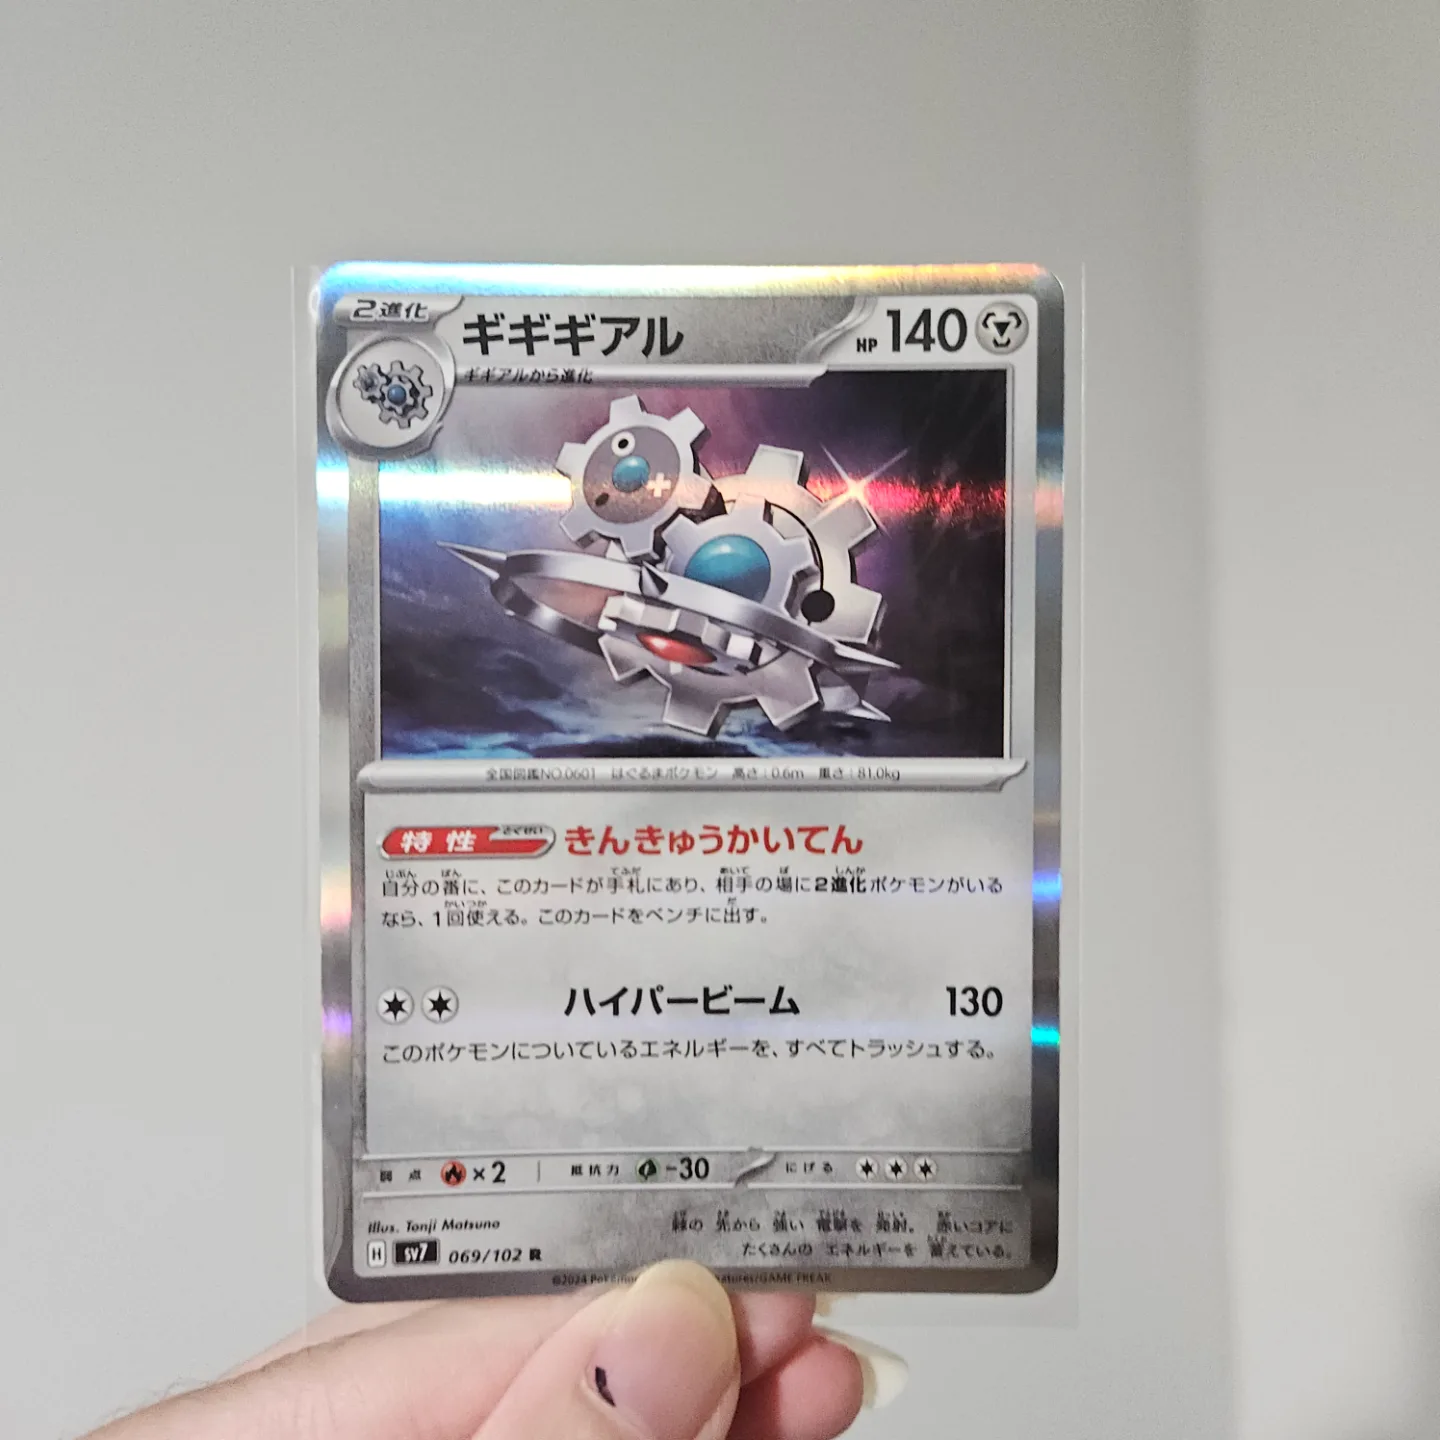 2進化
ギギギアル
HP 140
ギギアルから進化
全国図鑑NO.0601 はぐるまポケモン 高さ:0.6m 重さ:81.0kg
特性 とくせい きんきゅうかいてん
自分の番に、このカードが手札にあり、相手の場に2進化ポケモンがいる
なら、1回使える。このカードをベンチに出す。
ハイパービーム 130
このポケモンについているエネルギーを、すべてトラッシュする。
弱点 ×2 抵抗力 -30 にげる
Illus. Tonji Matsuno
棘の先から強い電撃を発射。赤いコアに
たくさんのエネルギーを蓄えている。
H sv7 069/102 R
©2024 Pokémon
/GAME FREAK